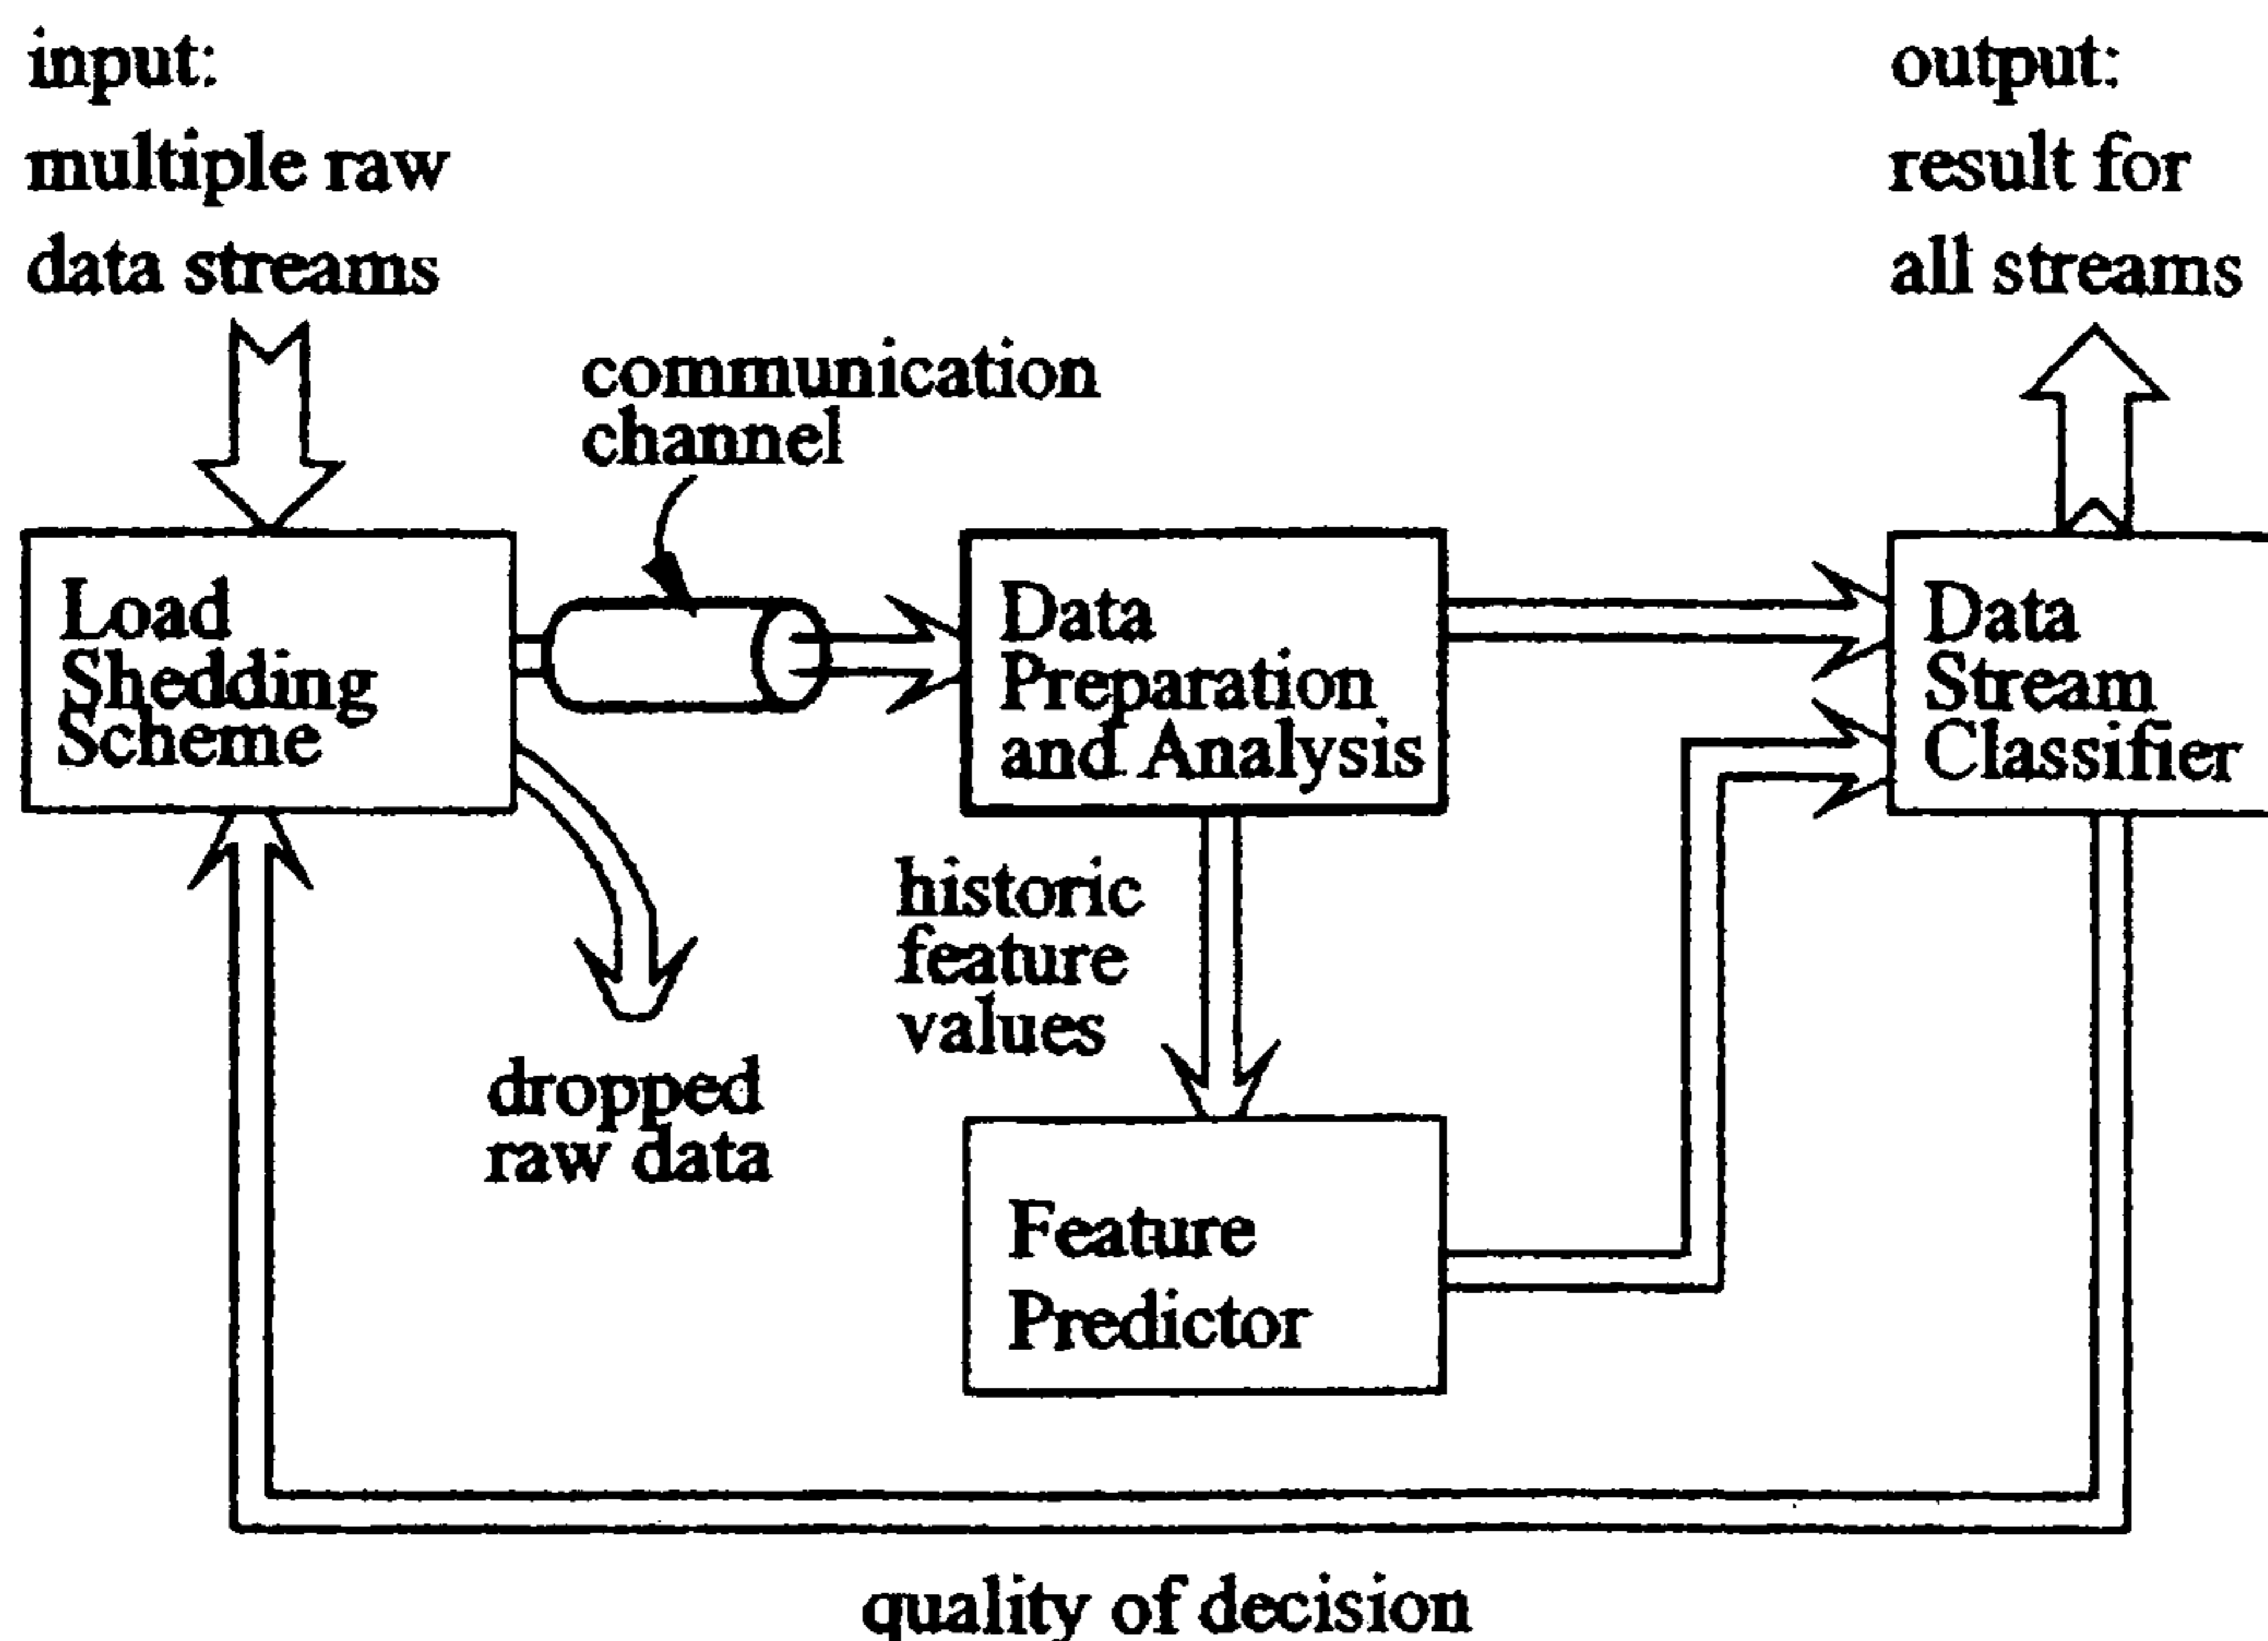 input:
multiple raw
data streams
output:
result for
all streams
communication
channel
Load
Shedding
Scheme
Data
Preparation
and Analysis
Data
Stream
Classifier
historic
feature
values
dropped
raw data
Feature
Predictor
quality of decision